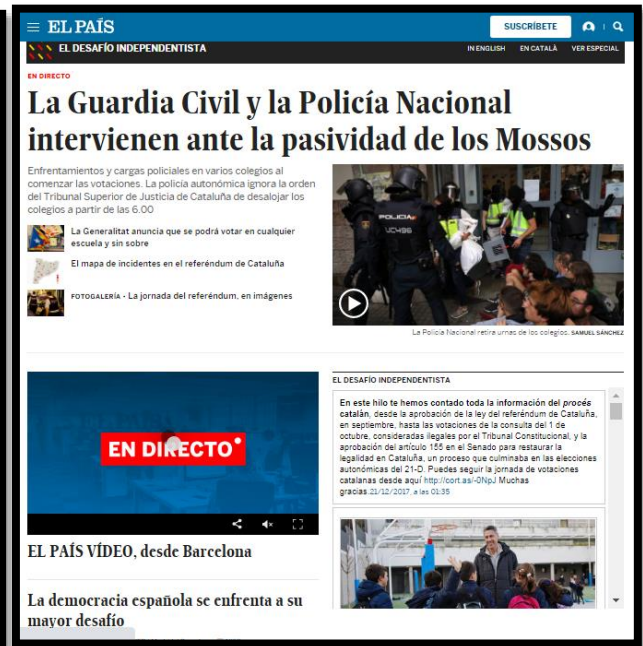 EL PAÍS
SUSCRÍBETE
EL DESAFÍO INDEPENDENTISTA
IN ENGLISH EN CATALÀ VER ESPECIAL
EN DIRECTO
La Guardia Civil y la Policía Nacional
intervienen ante la pasividad de los Mossos
Enfrentamientos y cargas policiales en varios colegios al
comenzar las votaciones. La policía autonómica ignora la orden
del Tribunal Superior de Justicia de Cataluña de desalojar los
colegios a partir de las 6.00
La Generalitat anuncia que se podrá votar en cualquier
escuela y sin sobre
El mapa de incidentes en el referéndum de Cataluña
FOTOGALERÍA · La jornada del referéndum, en imágenes
POLICIA
UC496
La Policía Nacional retira urnas de los colegios. SAMUEL SÁNCHEZ
EN DIRECTO
EL PAÍS VÍDEO, desde Barcelona
La democracia española se enfrenta a su
mayor desafío
EL DESAFÍO INDEPENDENTISTA
En este hilo te hemos contado toda la información del procés
catalán, desde la aprobación de la ley del referéndum de Cataluña,
en septiembre, hasta las votaciones de la consulta del 1 de
octubre, consideradas ilegales por el Tribunal Constitucional, y la
aprobación del artículo 155 en el Senado para restaurar la
legalidad en Cataluña, un proceso que culminaba en las elecciones
autonómicas del 21-D. Puedes seguir la jornada de votaciones
catalanas desde aquí http://cort.as/-0NpJ Muchas
gracias.21/12/2017, a las 01:35